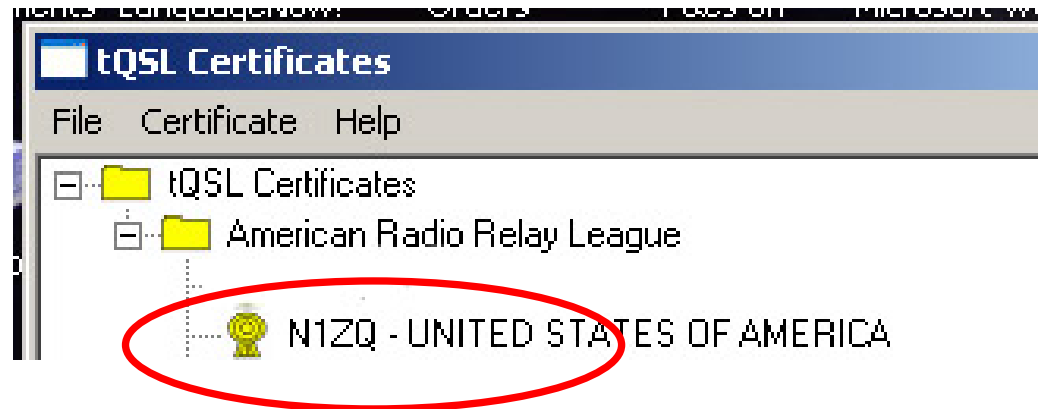 tQSL Certificates
File Certificate Help
tQSL Certificates
American Radio Relay League
N1ZQ - UNITED STATES OF AMERICA